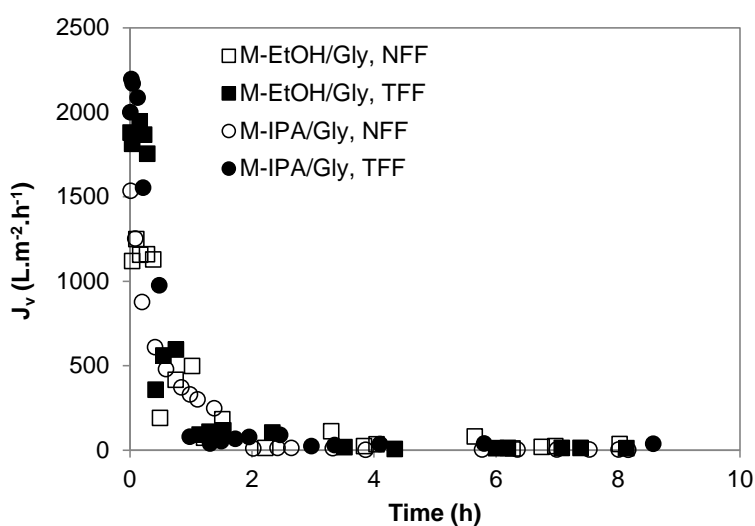 2500
2000
1500
1000
500
0
J_v (L.m⁻².h⁻¹)
M-EtOH/Gly, NFF
M-EtOH/Gly, TFF
M-IPA/Gly, NFF
M-IPA/Gly, TFF
0 2 4 6 8 10
Time (h)